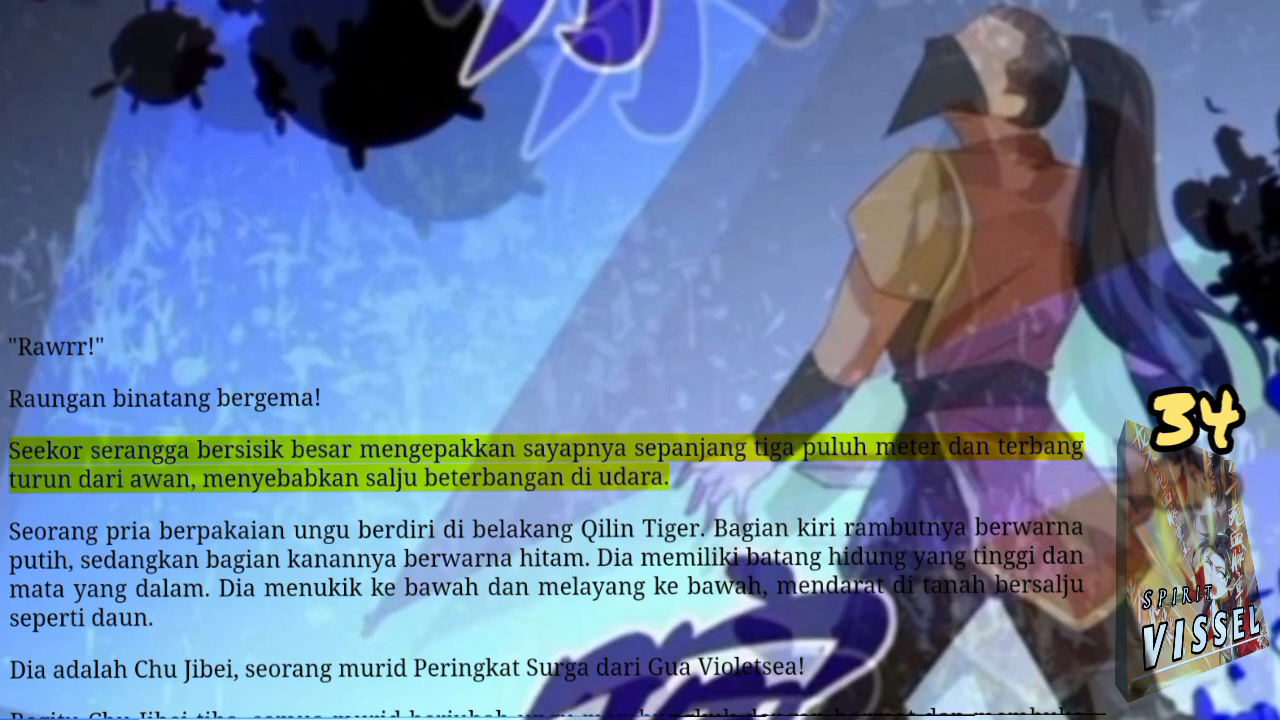 "Rawrr!"
Raungan binatang bergema!
Seekor serangga bersisik besar mengepakkan sayapnya sepanjang tiga puluh meter dan terbang
turun dari awan, menyebabkan salju beterbangan di udara.
Seorang pria berpakaian ungu berdiri di belakang Qilin Tiger. Bagian kiri rambutnya berwarna
putih, sedangkan bagian kanannya berwarna hitam. Dia memiliki batang hidung yang tinggi dan
mata yang dalam. Dia menukik ke bawah dan melayang ke bawah, mendarat di tanah bersalju
seperti daun.
Dia adalah Chu Jibei, seorang murid Peringkat Surga dari Gua Violetsea!
34
SPIRIT
VISSEL